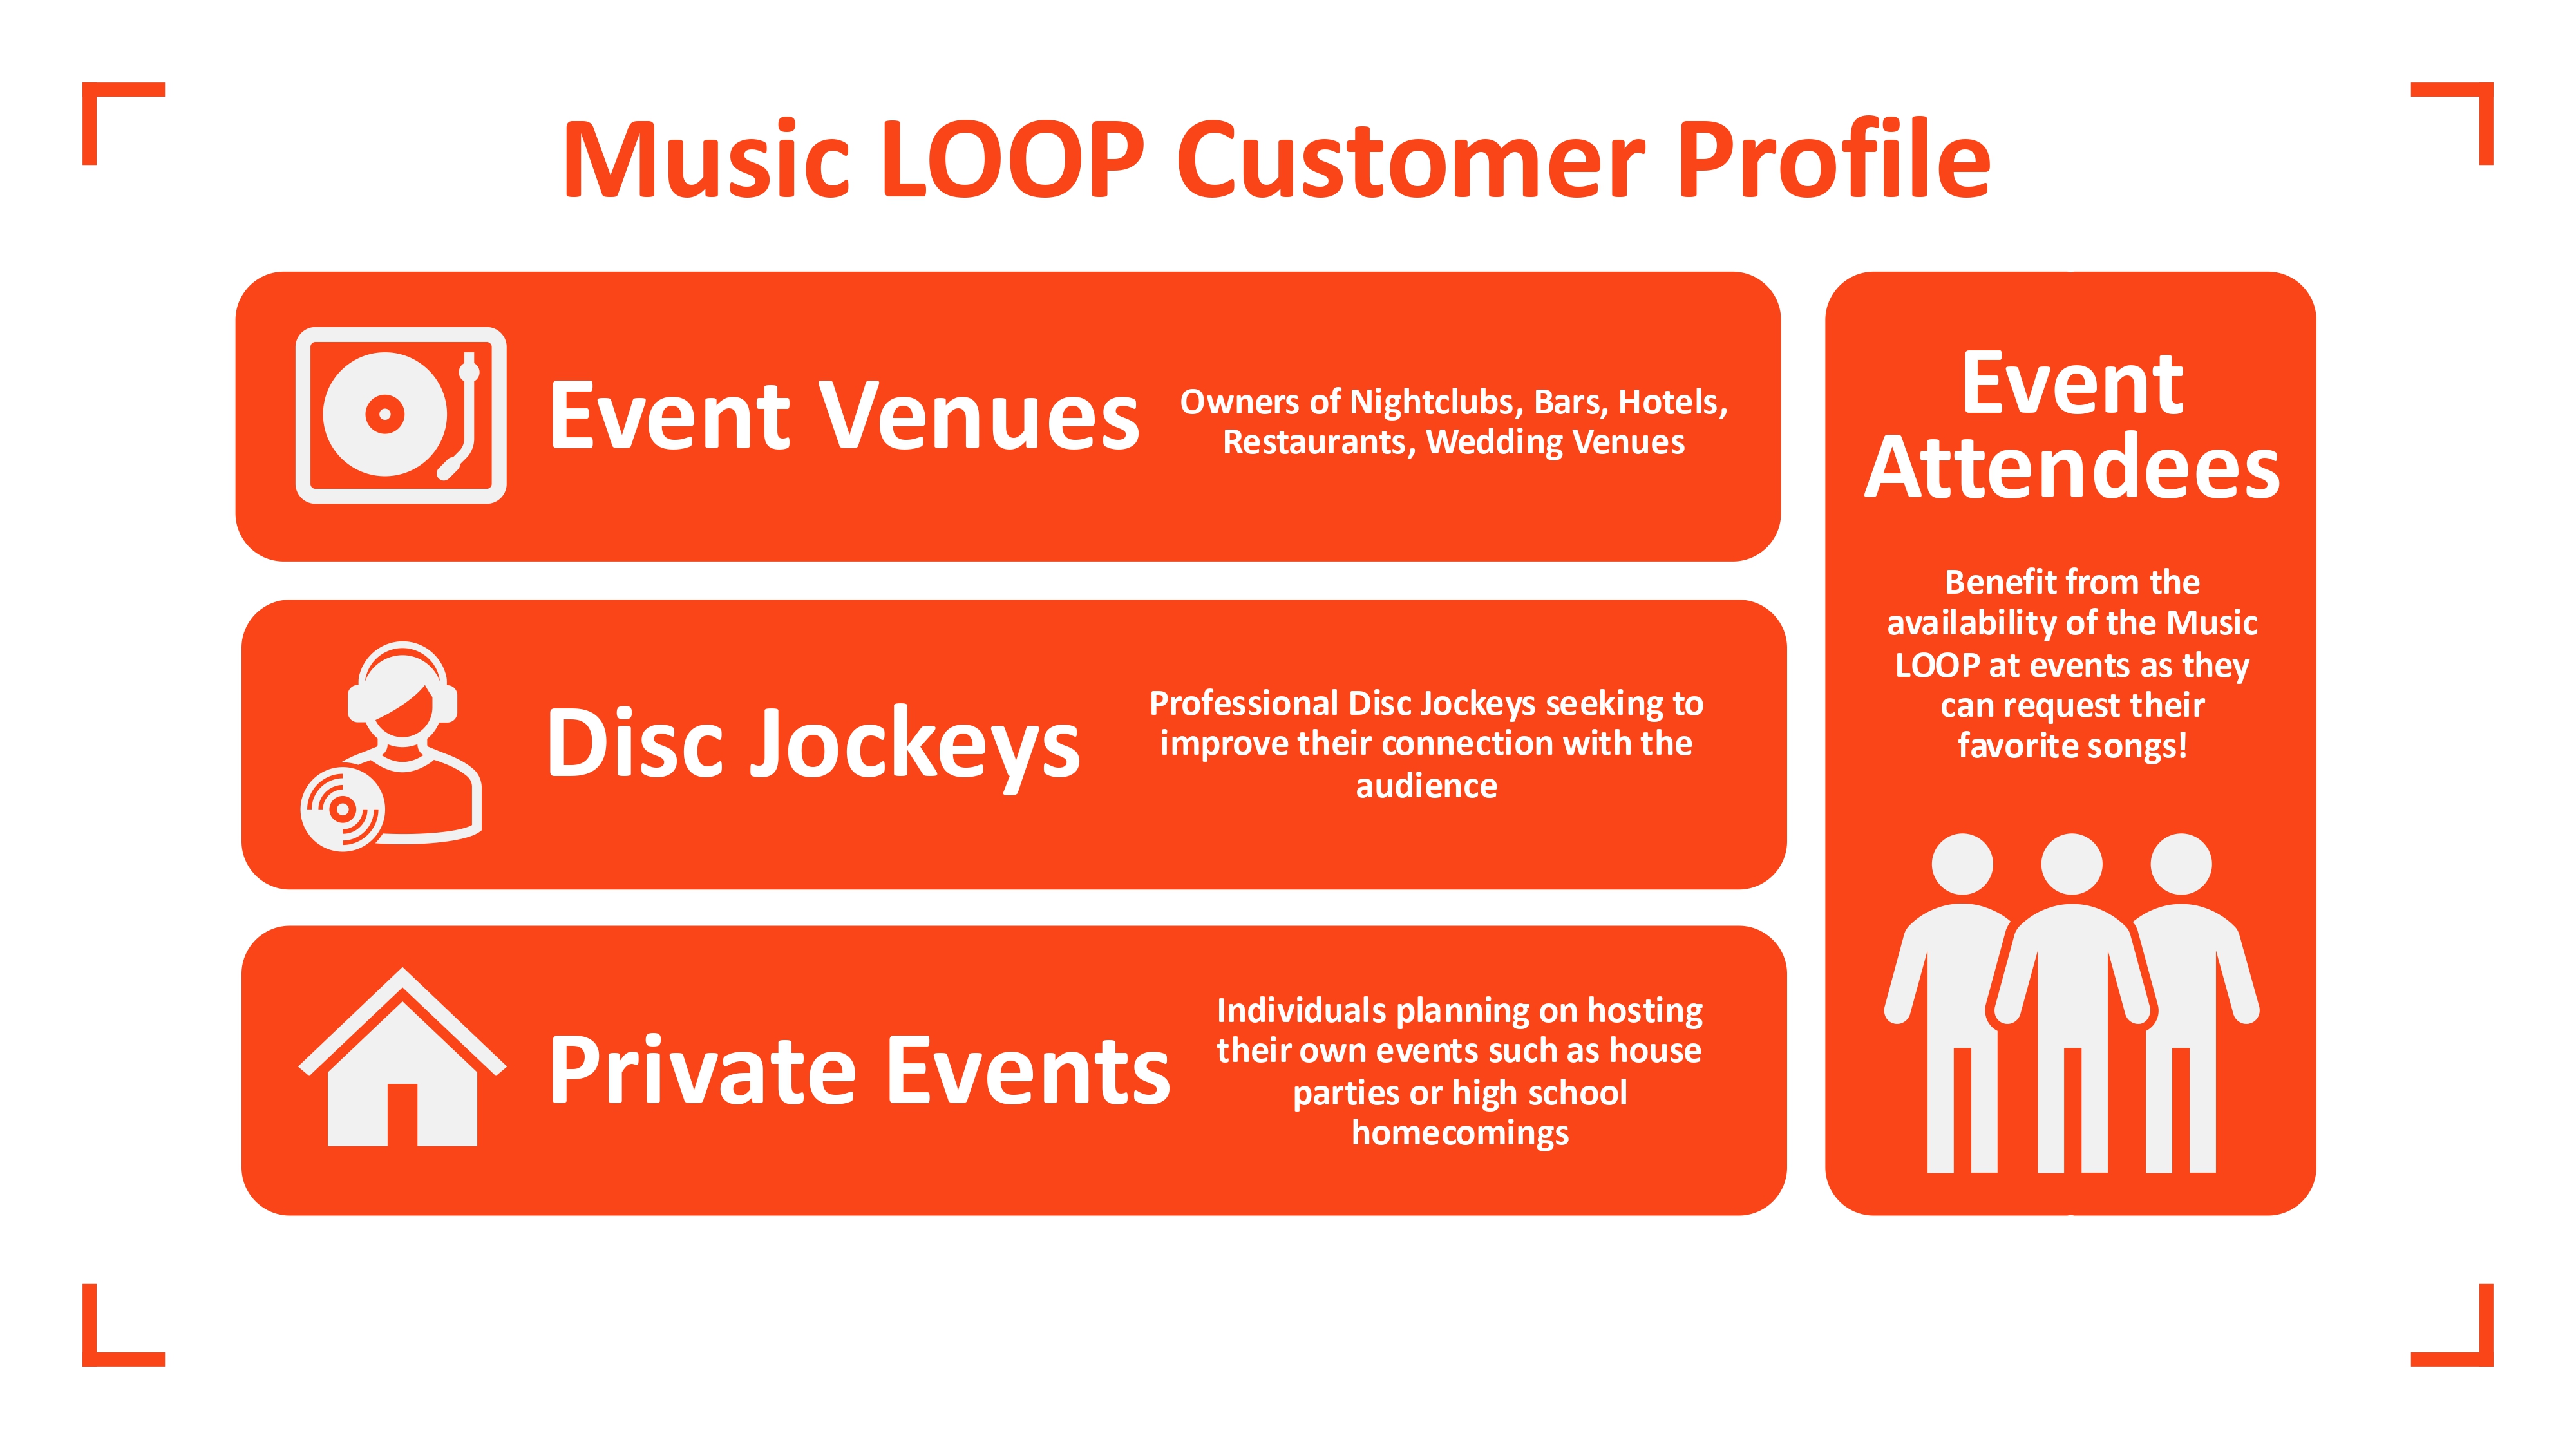 Music LOOP Customer Profile
Event Venues
Owners of Nightclubs, Bars, Hotels,
Restaurants, Wedding Venues
Disc Jockeys
Professional Disc Jockeys seeking to
improve their connection with the
audience
Private Events
Individuals planning on hosting
their own events such as house
parties or high school
homecomings
Event
Attendees
Benefit from the
availability of the Music
LOOP at events as they
can request their
favorite songs!